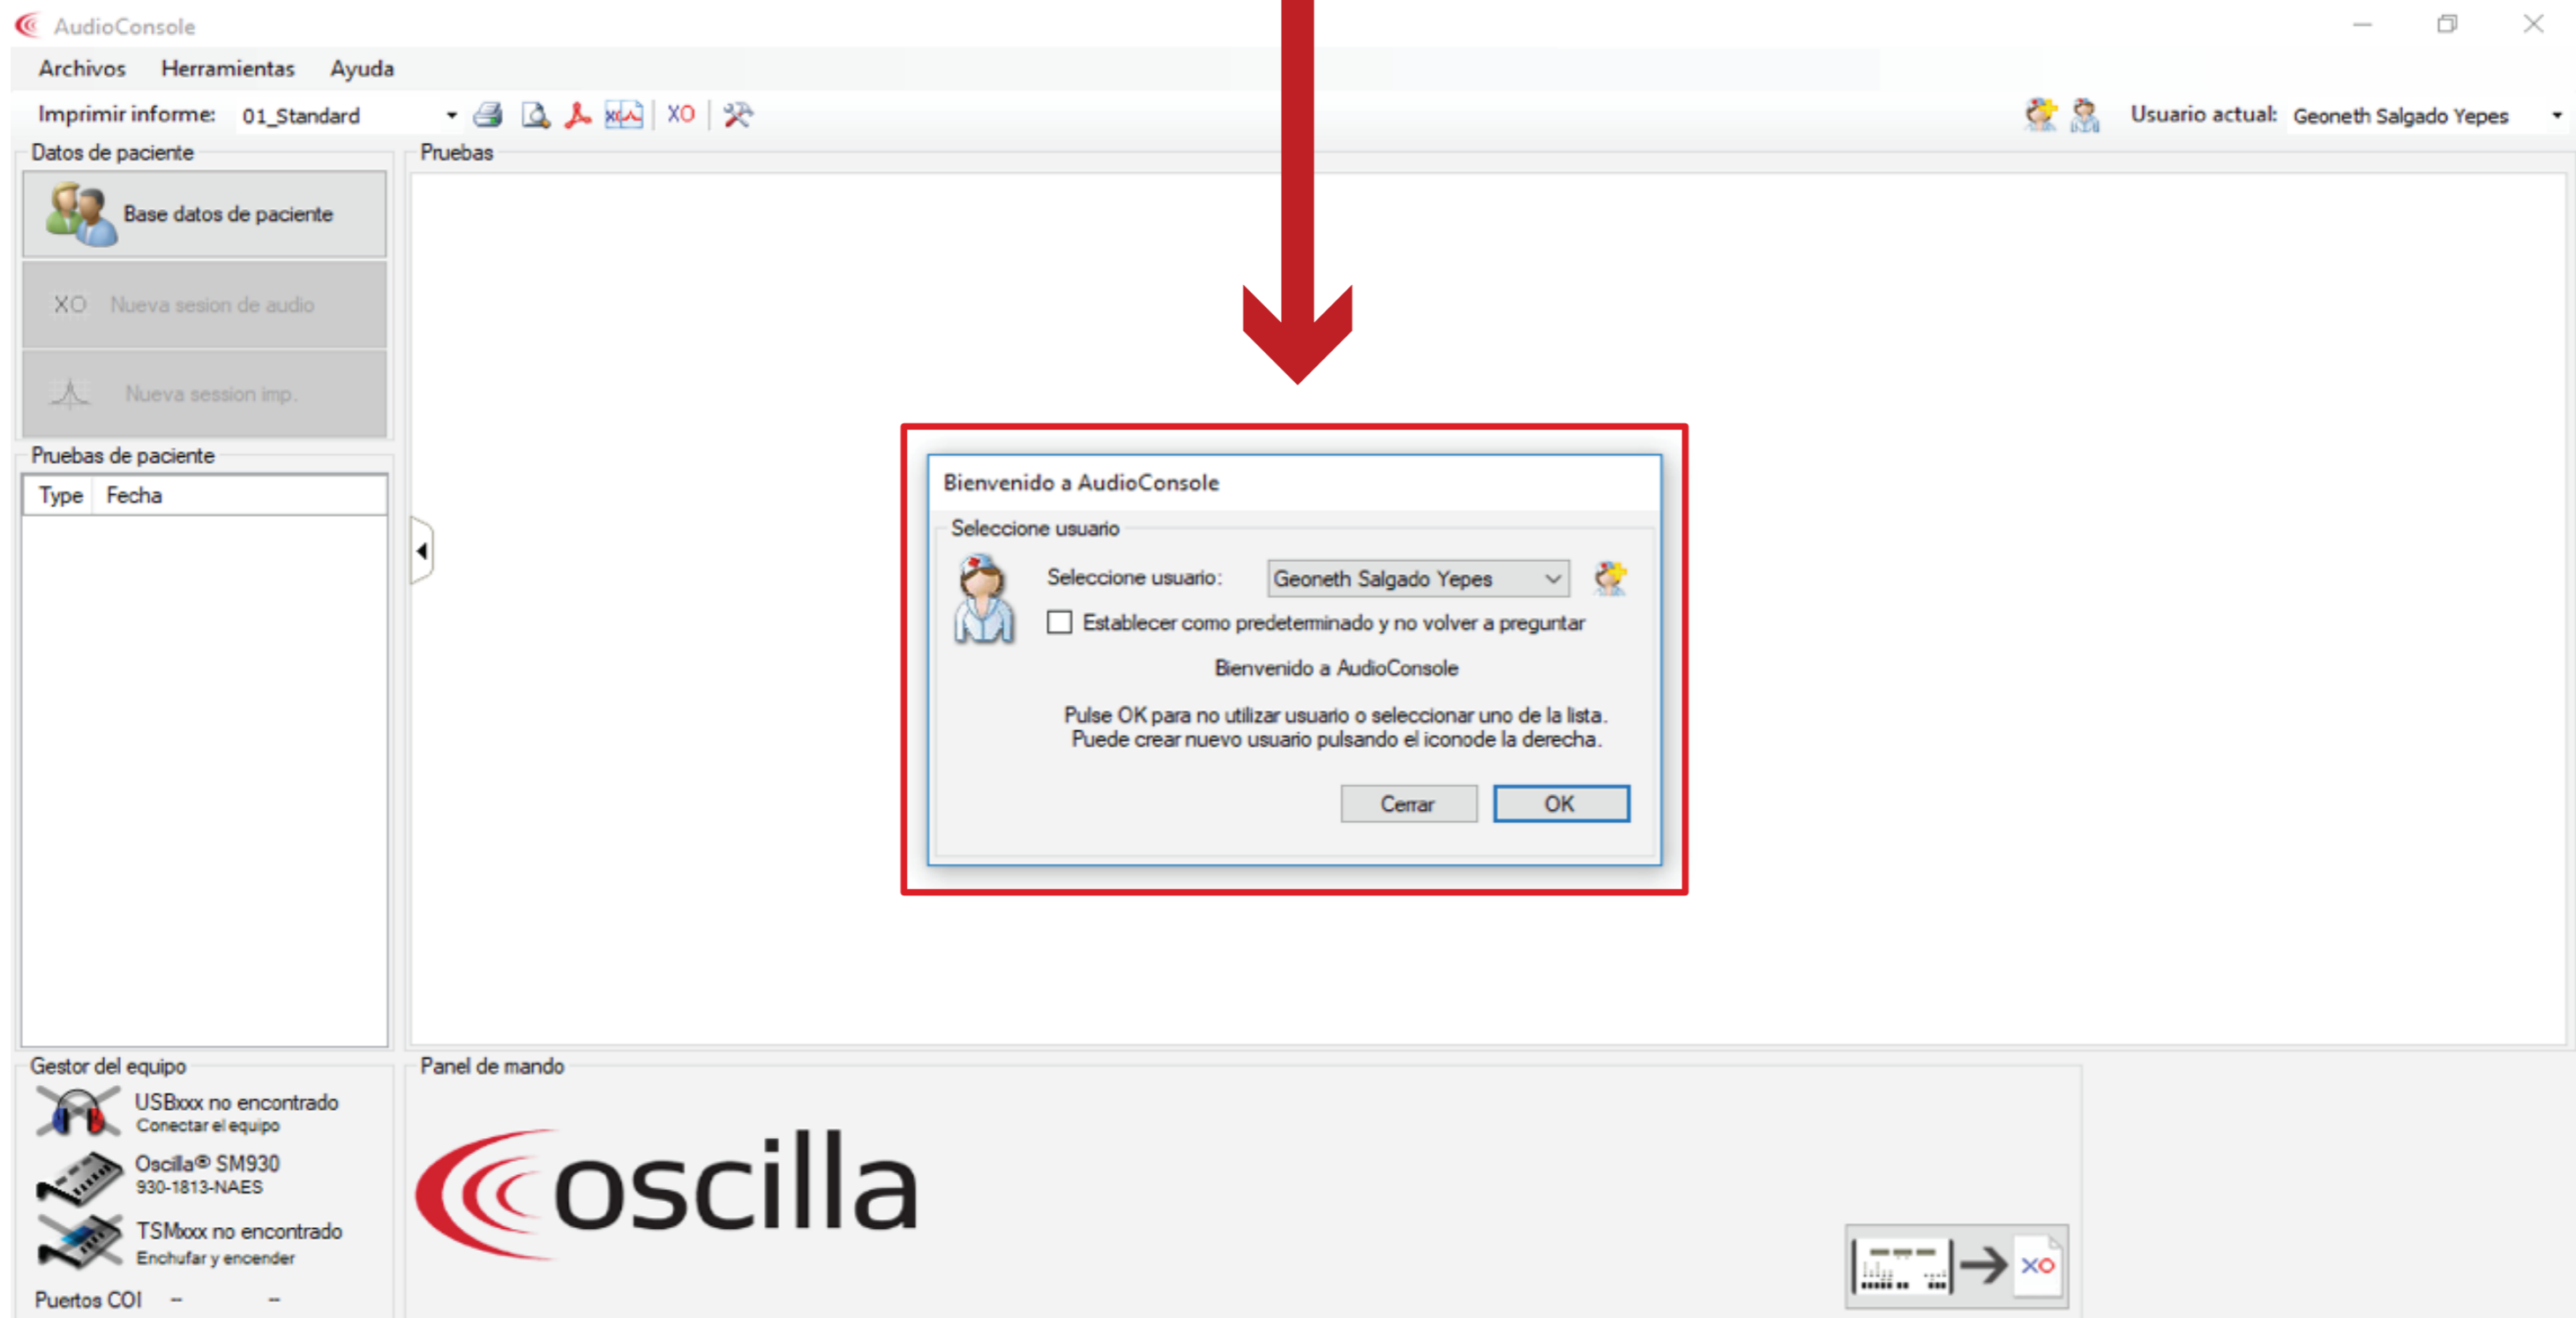 AudioConsole
Archivos Herramientas Ayuda
Imprimir informe: 01_Standard XO Usuario actual: Geoneth Salgado Yepes
Datos de paciente
Pruebas
Base datos de paciente
XO Nueva sesion de audio
Nueva session imp.
Pruebas de paciente
Type Fecha
Bienvenido a AudioConsole
Seleccione usuario
Seleccione usuario: Geoneth Salgado Yepes
Establecer como predeterminado y no volver a preguntar
Bienvenido a AudioConsole
Pulse OK para no utilizar usuario o seleccionar uno de la lista.
Puede crear nuevo usuario pulsando el iconode la derecha.
Cerrar OK
Gestor del equipo
USBxxx no encontrado
Conectar el equipo
Oscilla® SM930
930-1813-NAES
TSMxxx no encontrado
Enchufar y encender
Puertos COI -- --
Panel de mando
oscilla
XO